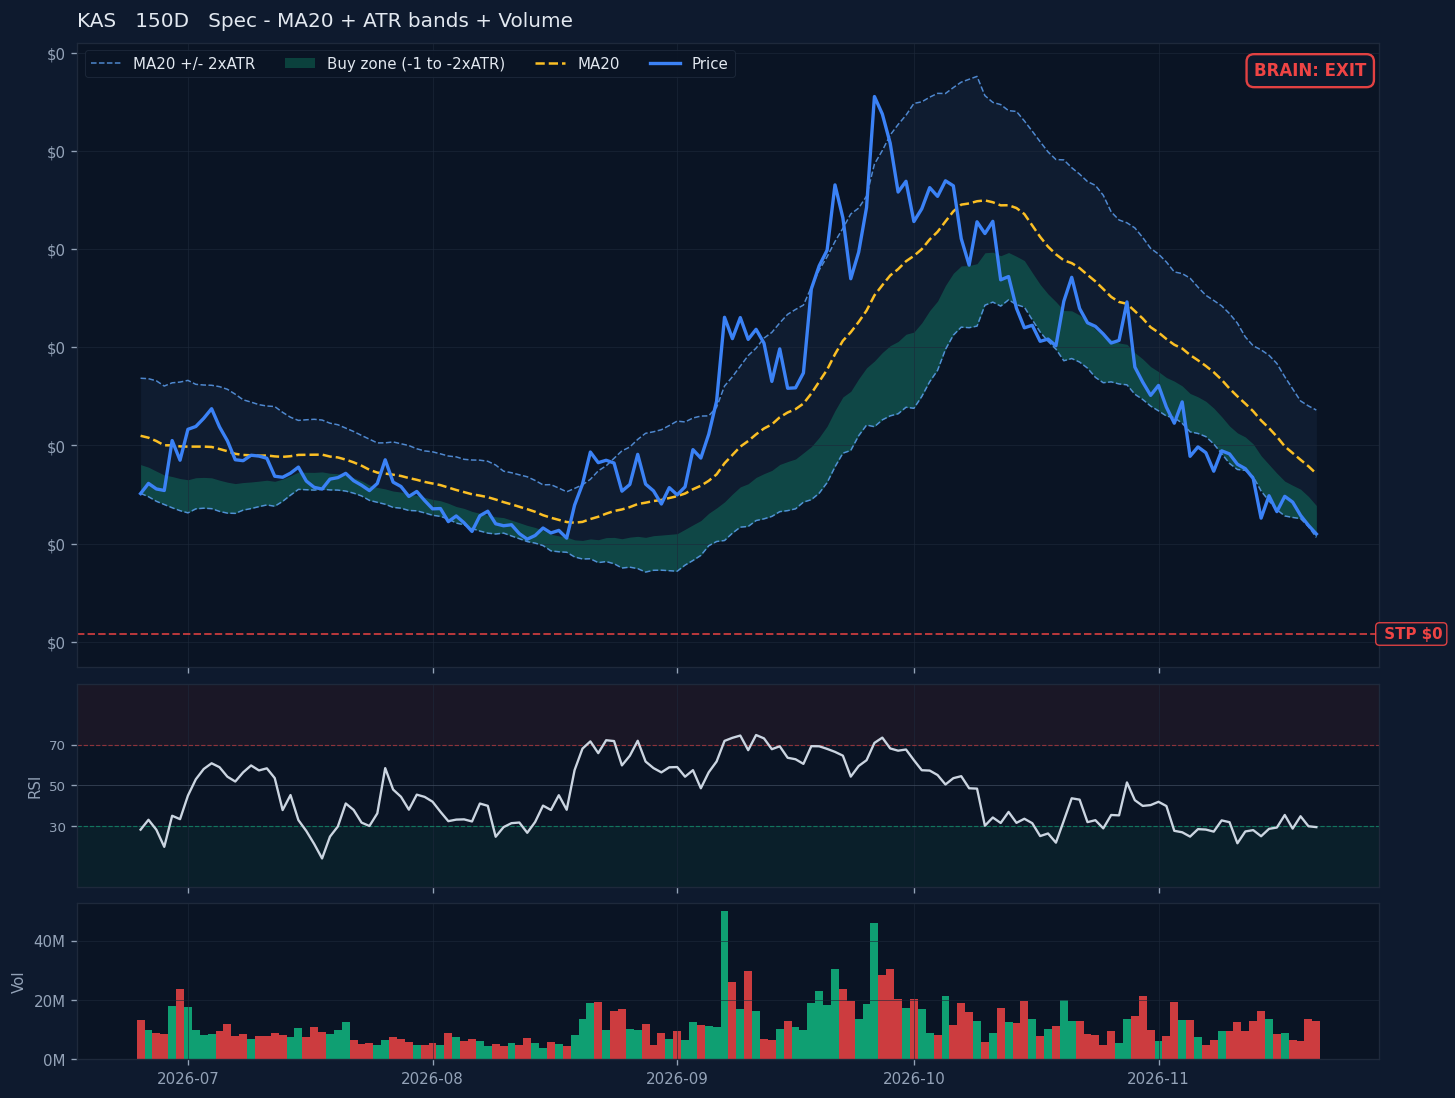 KAS   150D   Spec - MA20 + ATR bands + Volume
MA20 +/- 2xATR   Buy zone (-1 to -2xATR)   MA20   Price
BRAIN: EXIT
$0
$0
$0
$0
$0
$0
$0
STP $0
RSI
70
50
30
Vol
40M
20M
0M
2026-07   2026-08   2026-09   2026-10   2026-11